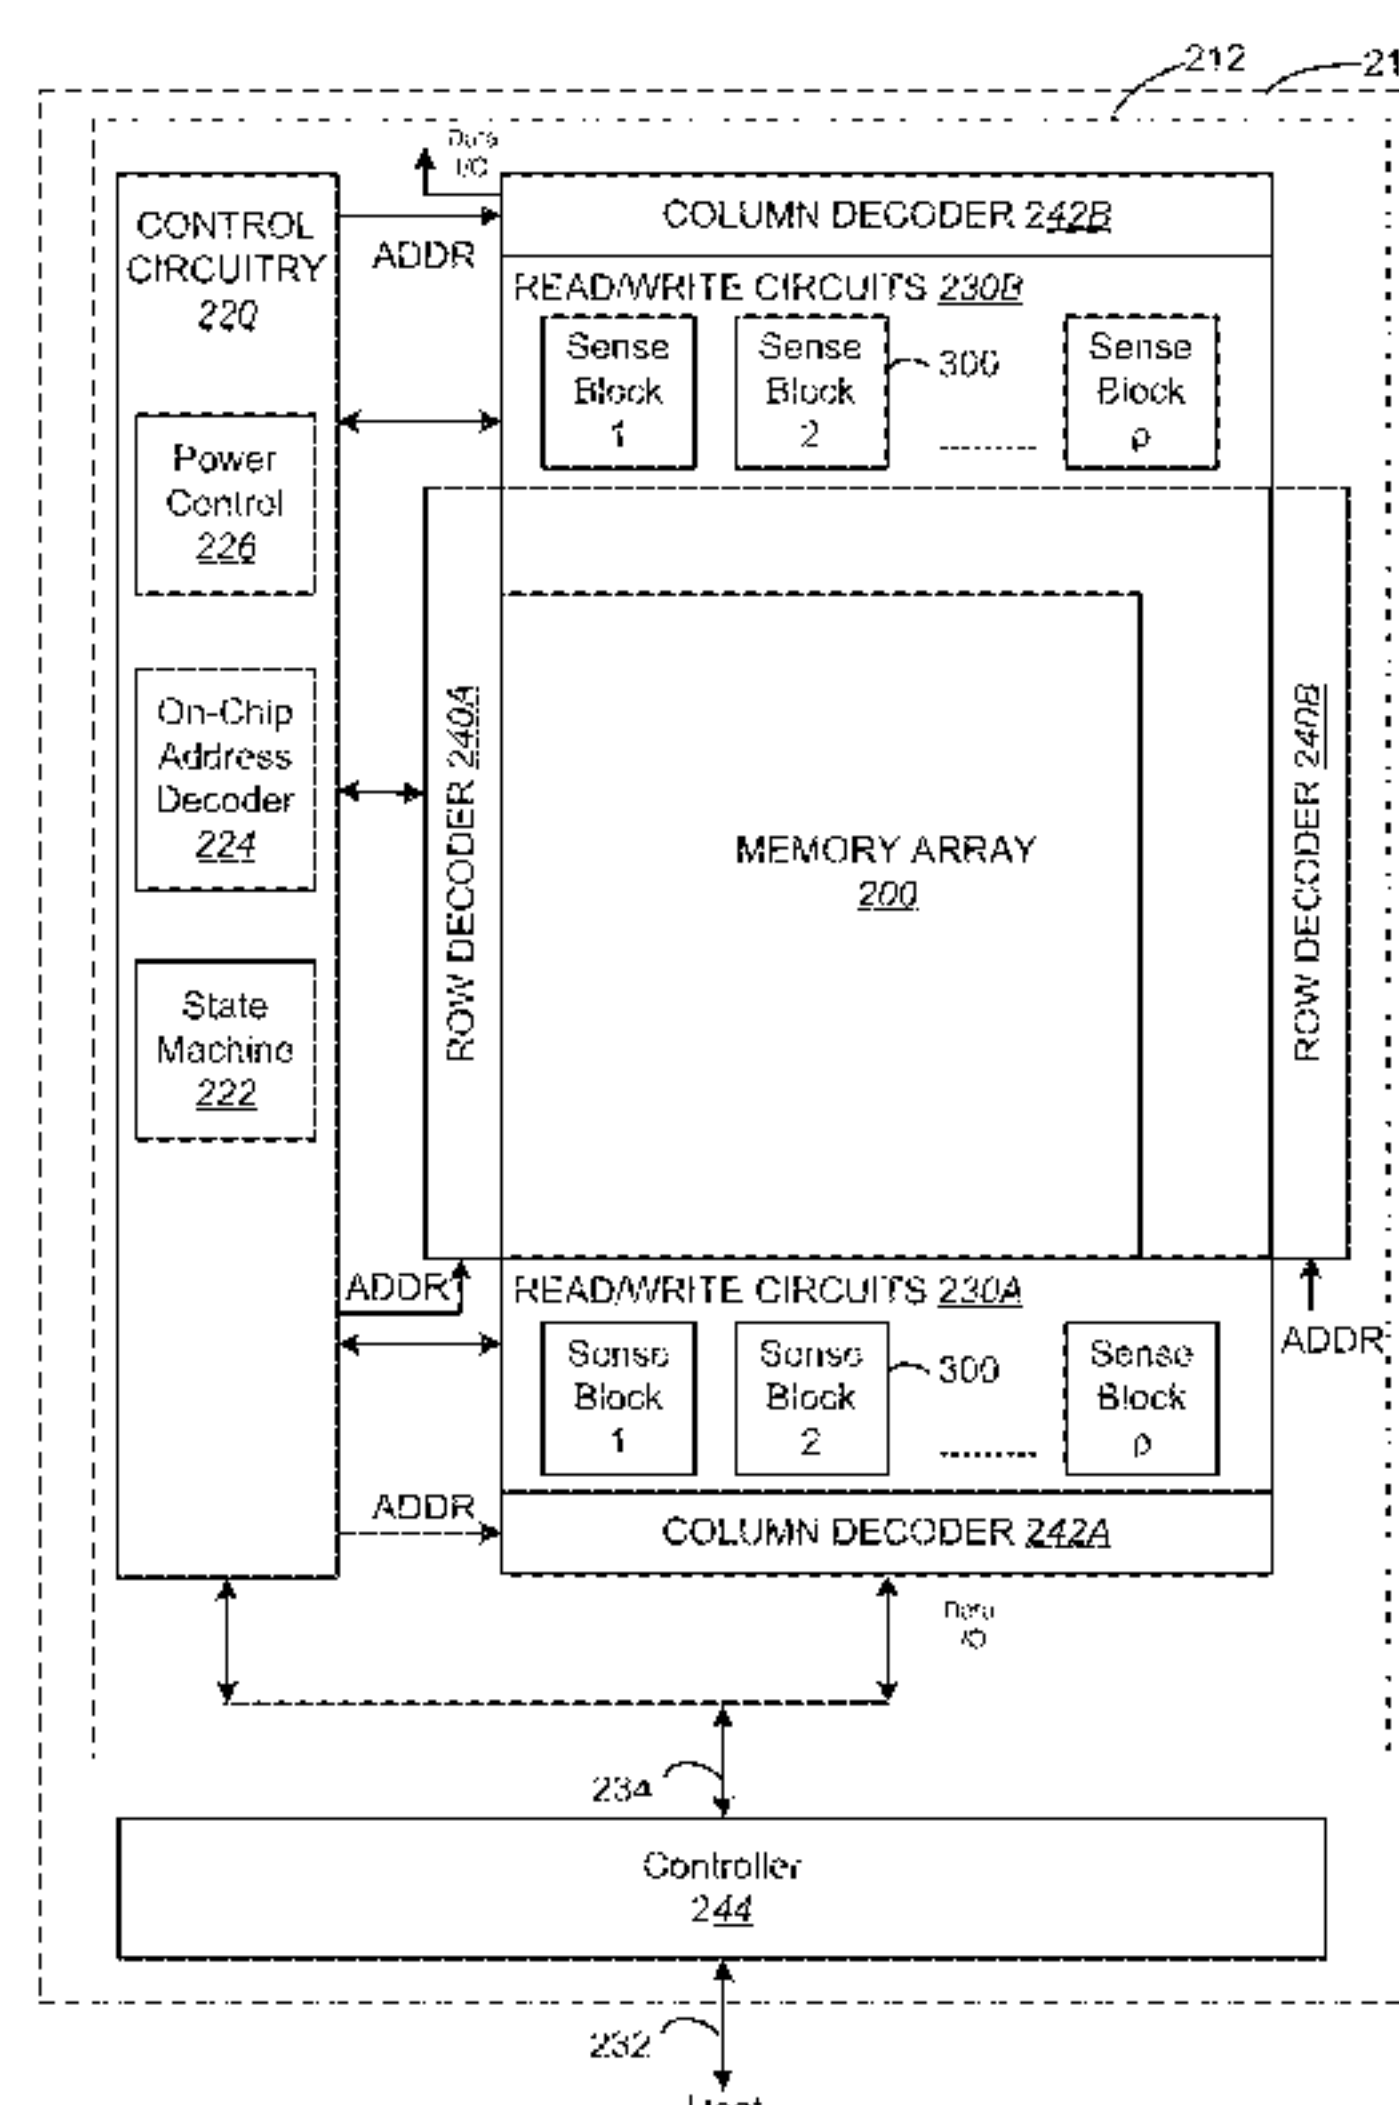 212
Data
I/O
CONTROL
CIRCUITRY
220
ADDR
COLUMN DECODER 242B
READ/WRITE CIRCUITS 230B
Sense
Block
1
Sense
Block
2
300
Sense
Block
p
Power
Control
226
On-Chip
Address
Decoder
224
State
Machine
222
ROW DECODER 240A
MEMORY ARRAY
200
ROW DECODER 240B
ADDR
READ/WRITE CIRCUITS 230A
Sense
Block
1
Sense
Block
2
300
Sense
Block
p
ADDR
ADDR
COLUMN DECODER 242A
Data
I/O
234
Controller
244
232